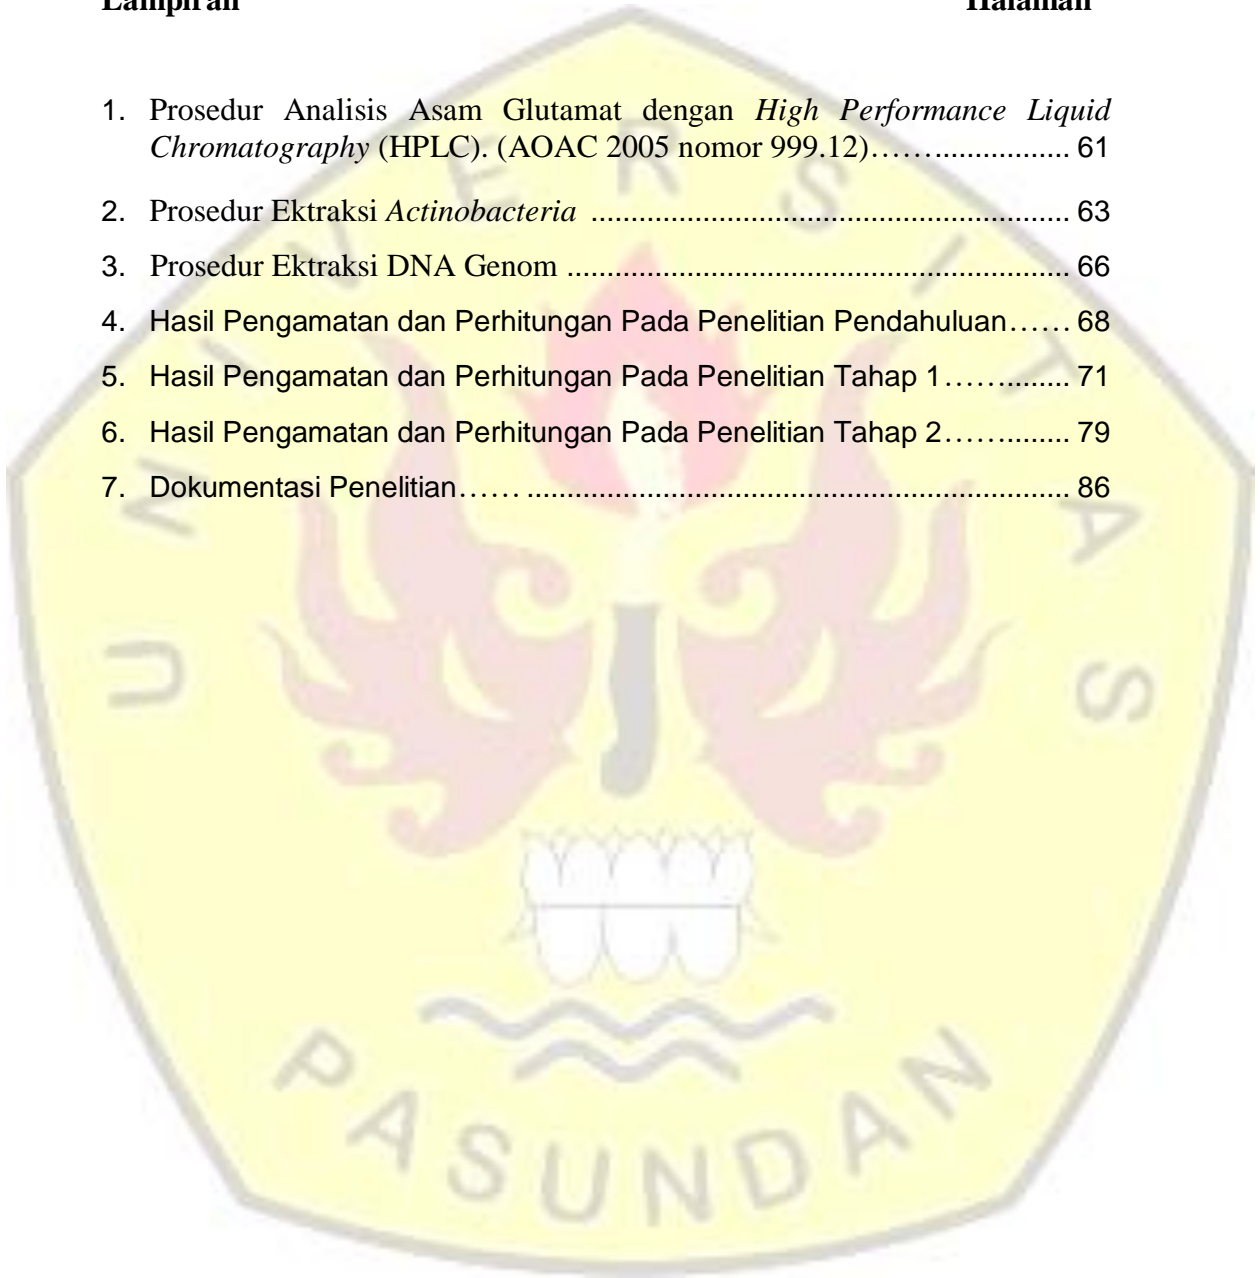 Lampiran Halaman
1. Prosedur Analisis Asam Glutamat dengan High Performance Liquid
Chromatography (HPLC). (AOAC 2005 nomor 999.12)…….................. 61
2. Prosedur Ektraksi Actinobacteria ............................................................. 63
3. Prosedur Ektraksi DNA Genom ................................................................ 66
4. Hasil Pengamatan dan Perhitungan Pada Penelitian Pendahuluan…… 68
5. Hasil Pengamatan dan Perhitungan Pada Penelitian Tahap 1……......... 71
6. Hasil Pengamatan dan Perhitungan Pada Penelitian Tahap 2……......... 79
7. Dokumentasi Penelitian…… ..................................................................... 86
UNIVERSITAS
PASUNDAN